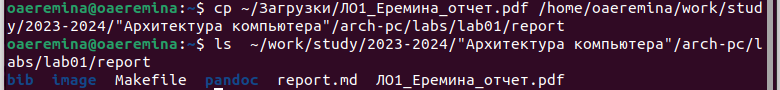 oaeremina@oaeremina:~$ cp ~/Загрузки/ЛО1_Еремина_отчет.pdf /home/oaeremina/work/stud
y/2023-2024/"Архитектура компьютера"/arch-pc/labs/lab01/report
oaeremina@oaeremina:~$ ls  ~/work/study/2023-2024/"Архитектура компьютера"/arch-pc/l
abs/lab01/report
bib  image  Makefile  pandoc  report.md  ЛО1_Еремина_отчет.pdf